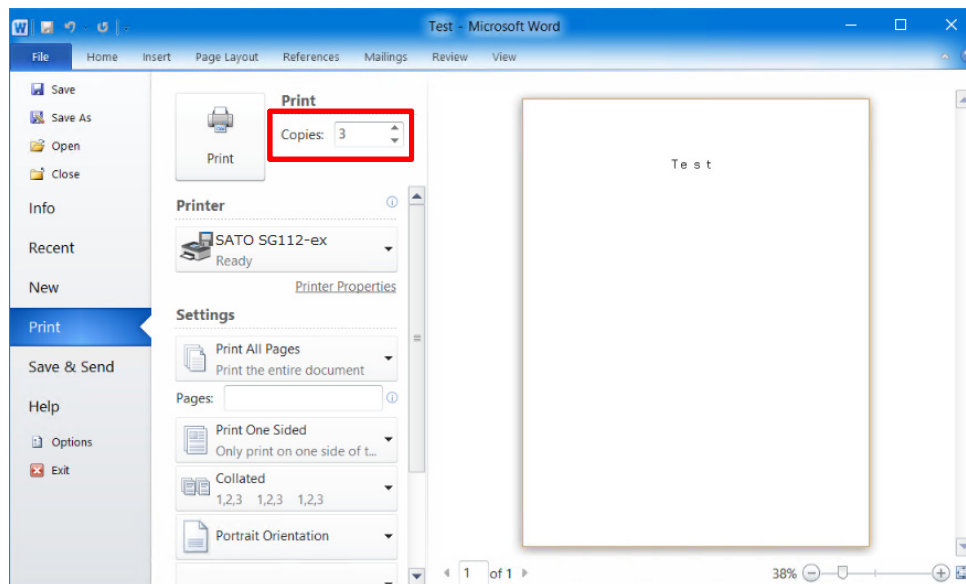 Test - Microsoft Word
File Home Insert Page Layout References Mailings Review View
Save
Save As
Open
Close
Info
Recent
New
Print
Save & Send
Help
Options
Exit
Print
Print
Copies: 3
Printer
SATO SG112-ex
Ready
Printer Properties
Settings
Print All Pages
Print the entire document
Pages:
Print One Sided
Only print on one side of t...
Collated
1,2,3 1,2,3 1,2,3
Portrait Orientation
Test
1 of 1
38%